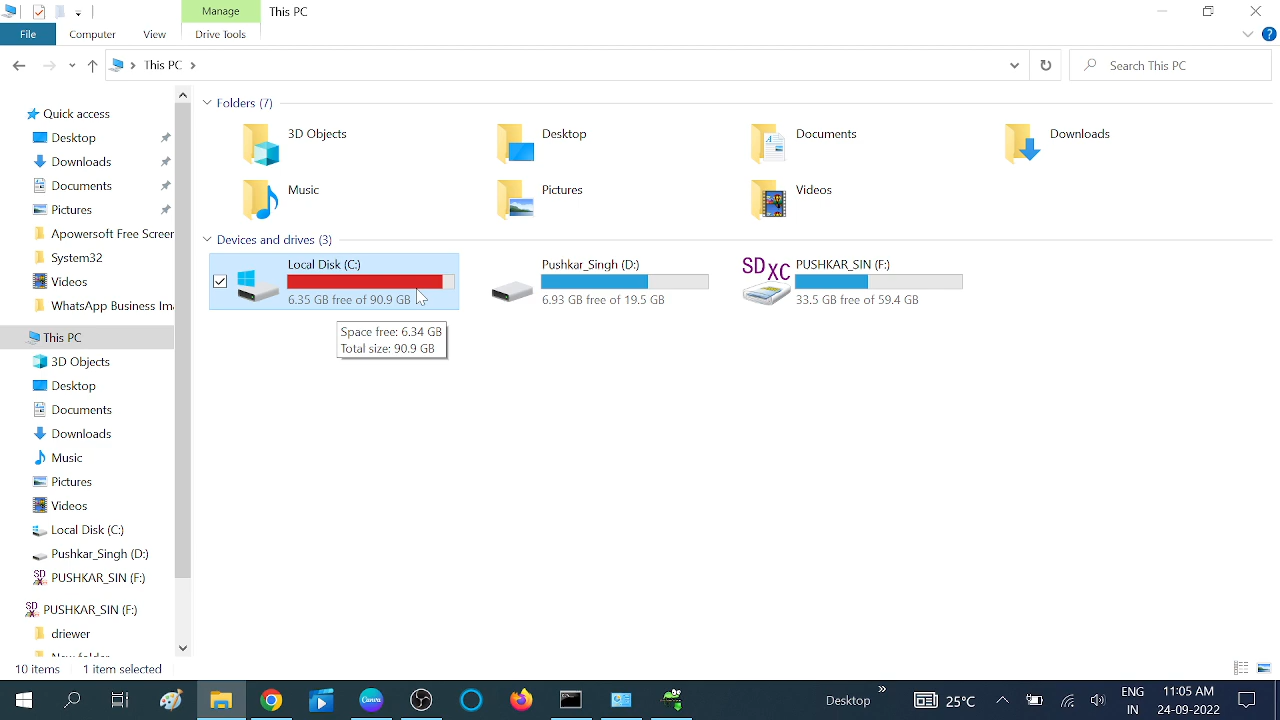 Manage
This PC
File
Computer
View
Drive Tools
This PC
Search This PC
Quick access
Desktop
Downloads
Documents
Pictures
Apowersoft Free Screer
System32
Videos
WhatsApp Business Ima
This PC
3D Objects
Desktop
Documents
Downloads
Music
Pictures
Videos
Local Disk (C:)
Pushkar_Singh (D:)
PUSHKAR_SIN (F:)
PUSHKAR_SIN (F:)
driewer
New folder
Folders (7)
3D Objects
Desktop
Documents
Downloads
Music
Pictures
Videos
Devices and drives (3)
Local Disk (C:)
6.35 GB free of 90.9 GB
Space free: 6.34 GB
Total size: 90.9 GB
Pushkar_Singh (D:)
6.93 GB free of 19.5 GB
SDXC
PUSHKAR_SIN (F:)
33.5 GB free of 59.4 GB
10 items
1 item selected
Canva
Desktop
25°C
ENG
IN
11:05 AM
24-09-2022